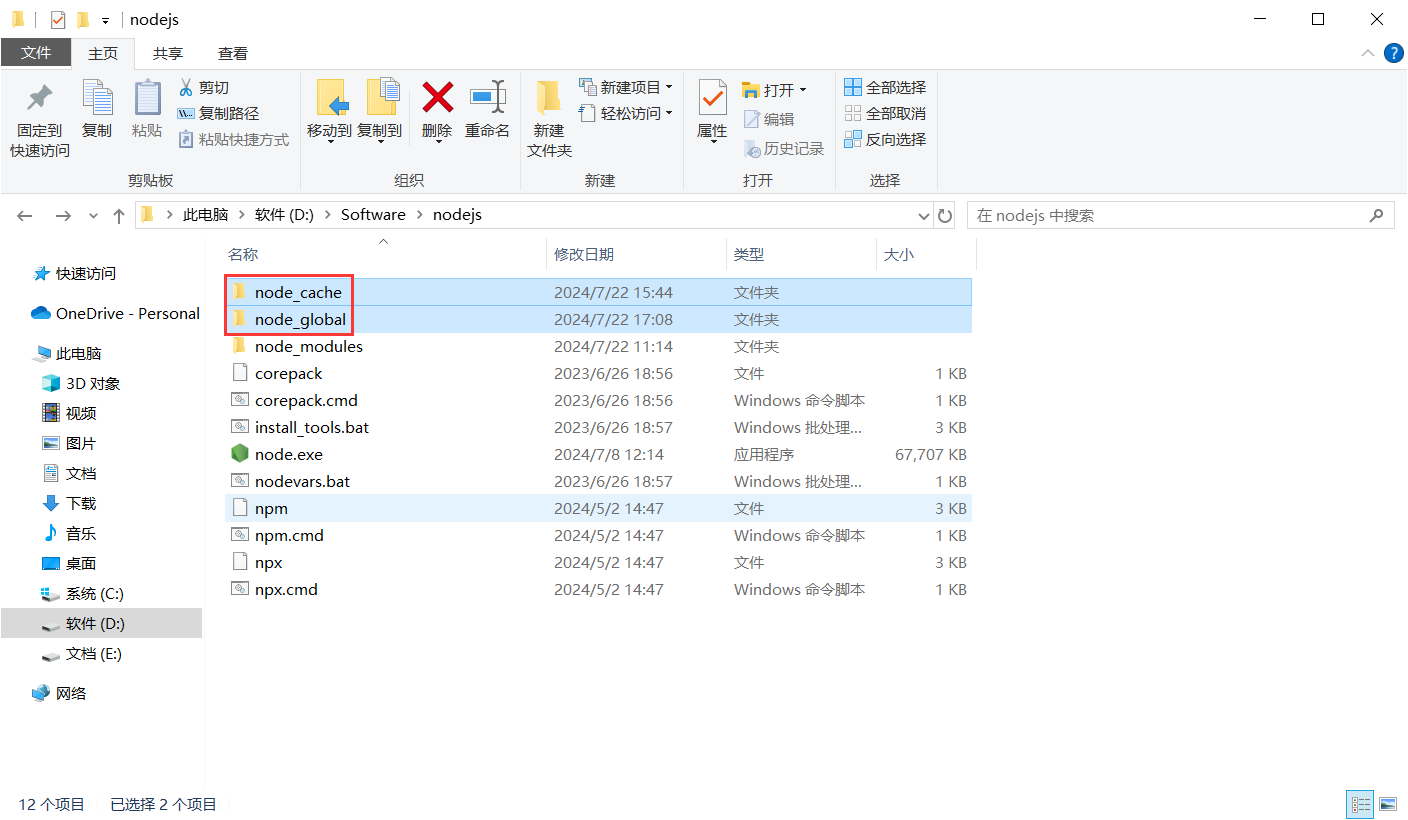 nodejs
文件 主页 共享 查看
固定到
快速访问
复制
粘贴
剪切
复制路径
粘贴快捷方式
剪贴板
移动到
复制到
删除
重命名
组织
新建
文件夹
新建项目
轻松访问
新建
属性
打开
编辑
历史记录
打开
全部选择
全部取消
反向选择
选择
此电脑 软件 (D:) Software nodejs
在 nodejs 中搜索
快速访问
OneDrive - Personal
此电脑
3D 对象
视频
图片
文档
下载
音乐
桌面
系统 (C:)
软件 (D:)
文档 (E:)
网络
名称 修改日期 类型 大小
node_cache 2024/7/22 15:44 文件夹
node_global 2024/7/22 17:08 文件夹
node_modules 2024/7/22 11:14 文件夹
corepack 2023/6/26 18:56 文件 1 KB
corepack.cmd 2023/6/26 18:56 Windows 命令脚本 1 KB
install_tools.bat 2023/6/26 18:57 Windows 批处理... 3 KB
node.exe 2024/7/8 12:14 应用程序 67,707 KB
nodevars.bat 2023/6/26 18:57 Windows 批处理... 1 KB
npm 2024/5/2 14:47 文件 3 KB
npm.cmd 2024/5/2 14:47 Windows 命令脚本 1 KB
npx 2024/5/2 14:47 文件 3 KB
npx.cmd 2024/5/2 14:47 Windows 命令脚本 1 KB
12 个项目 已选择 2 个项目